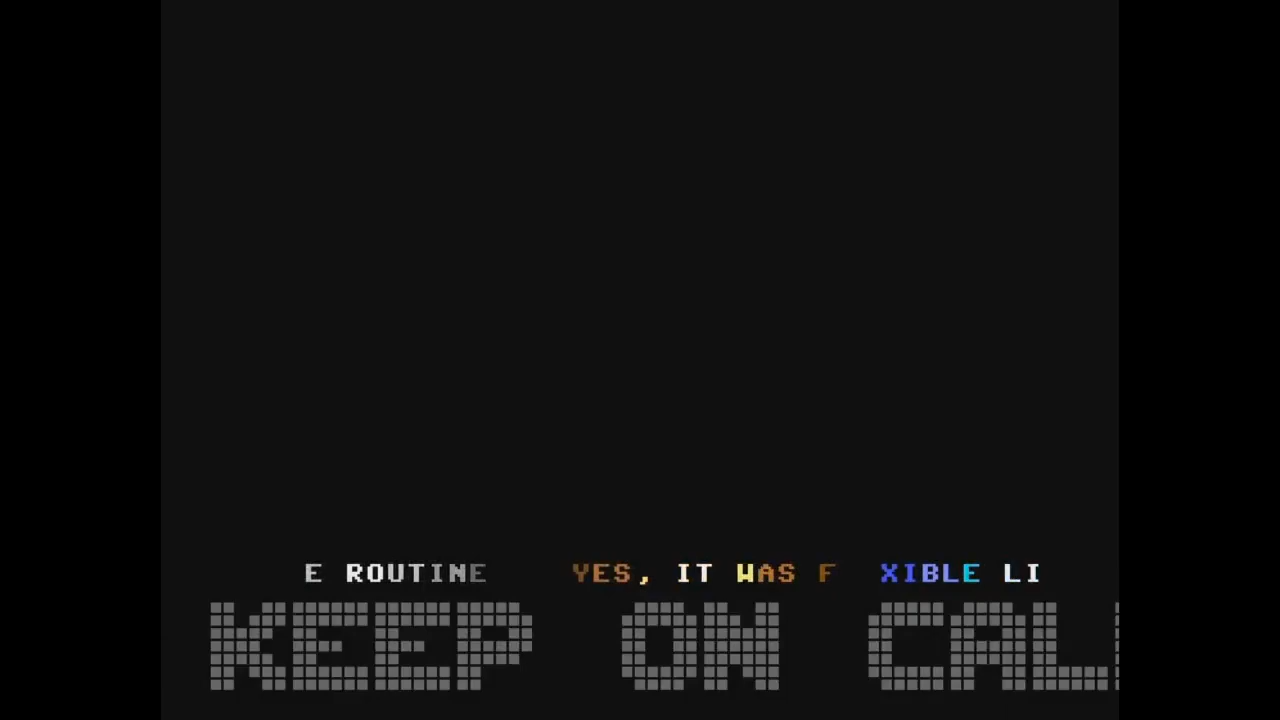 E ROUTINE YES, IT WAS F XIBLE LI
KEEP ON CAL